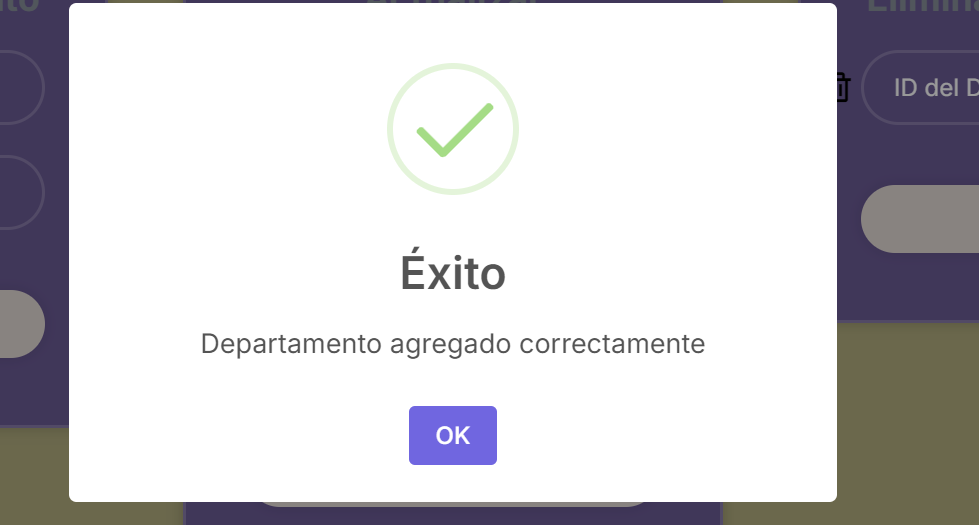 ID del D
Éxito
Departamento agregado correctamente
OK